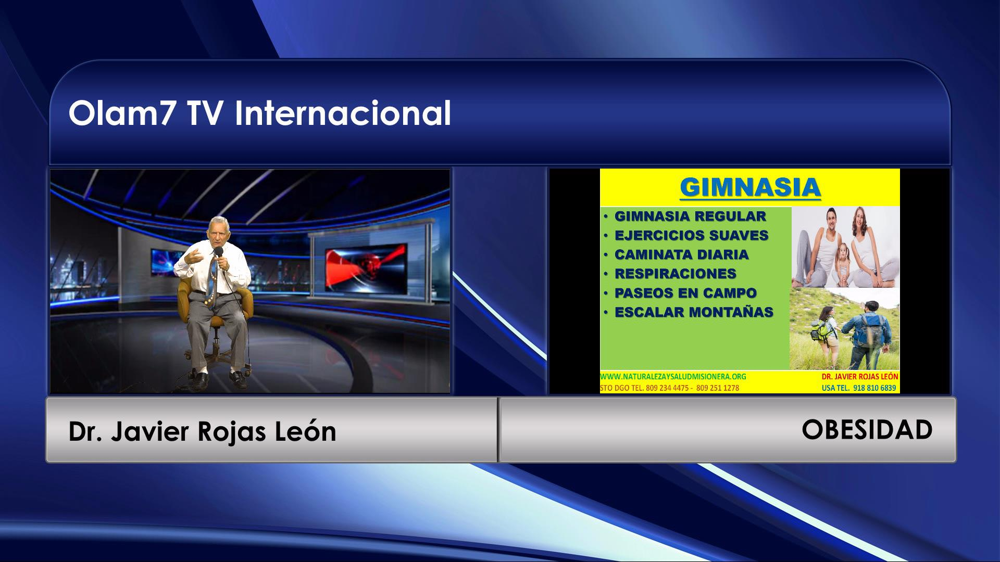 Olam7 TV Internacional
GIMNASIA
• GIMNASIA REGULAR
• EJERCICIOS SUAVES
• CAMINATA DIARIA
• RESPIRACIONES
• PASEOS EN CAMPO
• ESCALAR MONTAÑAS
WWW.NATURALEZAYSALUDMISIONERA.ORG
DR. JAVIER ROJAS LEÓN
STO DGO TEL. 809 234 4475 - 809 251 1278
USA TEL. 918 810 6839
Dr. Javier Rojas León
OBESIDAD